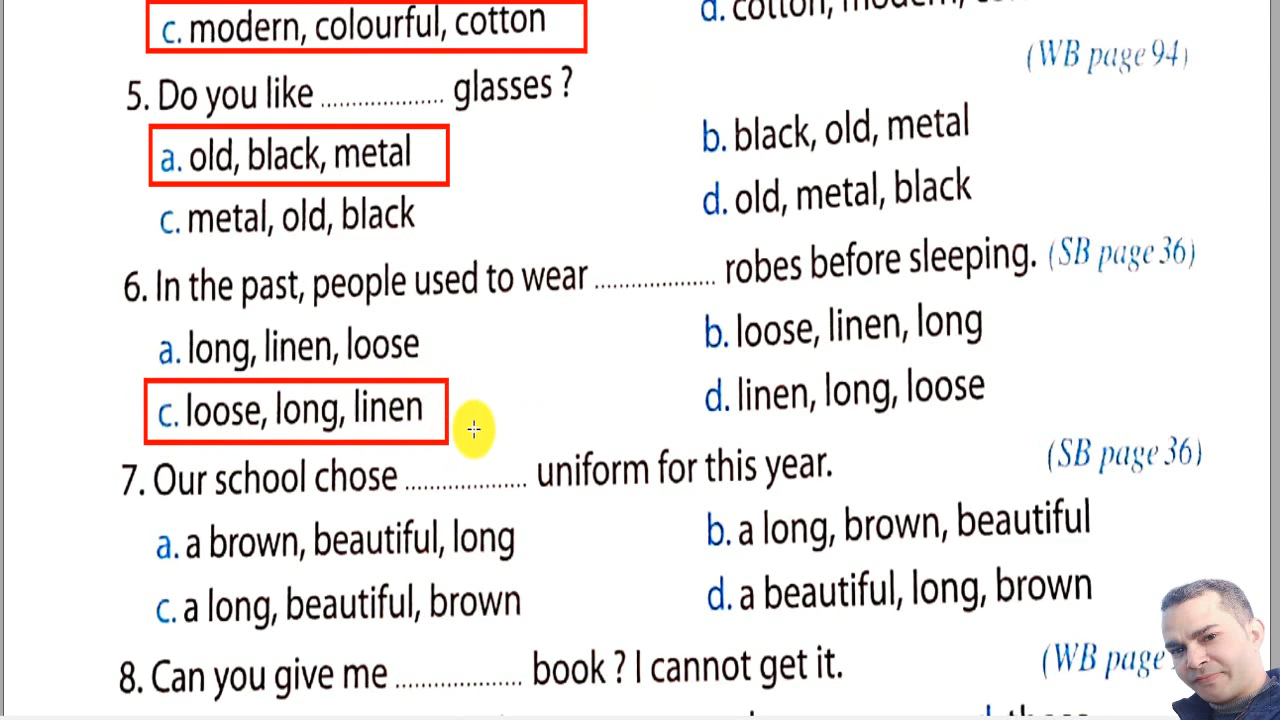 c. modern, colourful, cotton
d. cotton,
(WB page 94)
5. Do you like .................... glasses ?
a. old, black, metal
b. black, old, metal
c. metal, old, black
d. old, metal, black
6. In the past, people used to wear .................... robes before sleeping. (SB page 36)
a. long, linen, loose
b. loose, linen, long
c. loose, long, linen
d. linen, long, loose
7. Our school chose .................... uniform for this year. (SB page 36)
a. a brown, beautiful, long
b. a long, brown, beautiful
c. a long, beautiful, brown
d. a beautiful, long, brown
8. Can you give me .................... book ? I cannot get it. (WB page